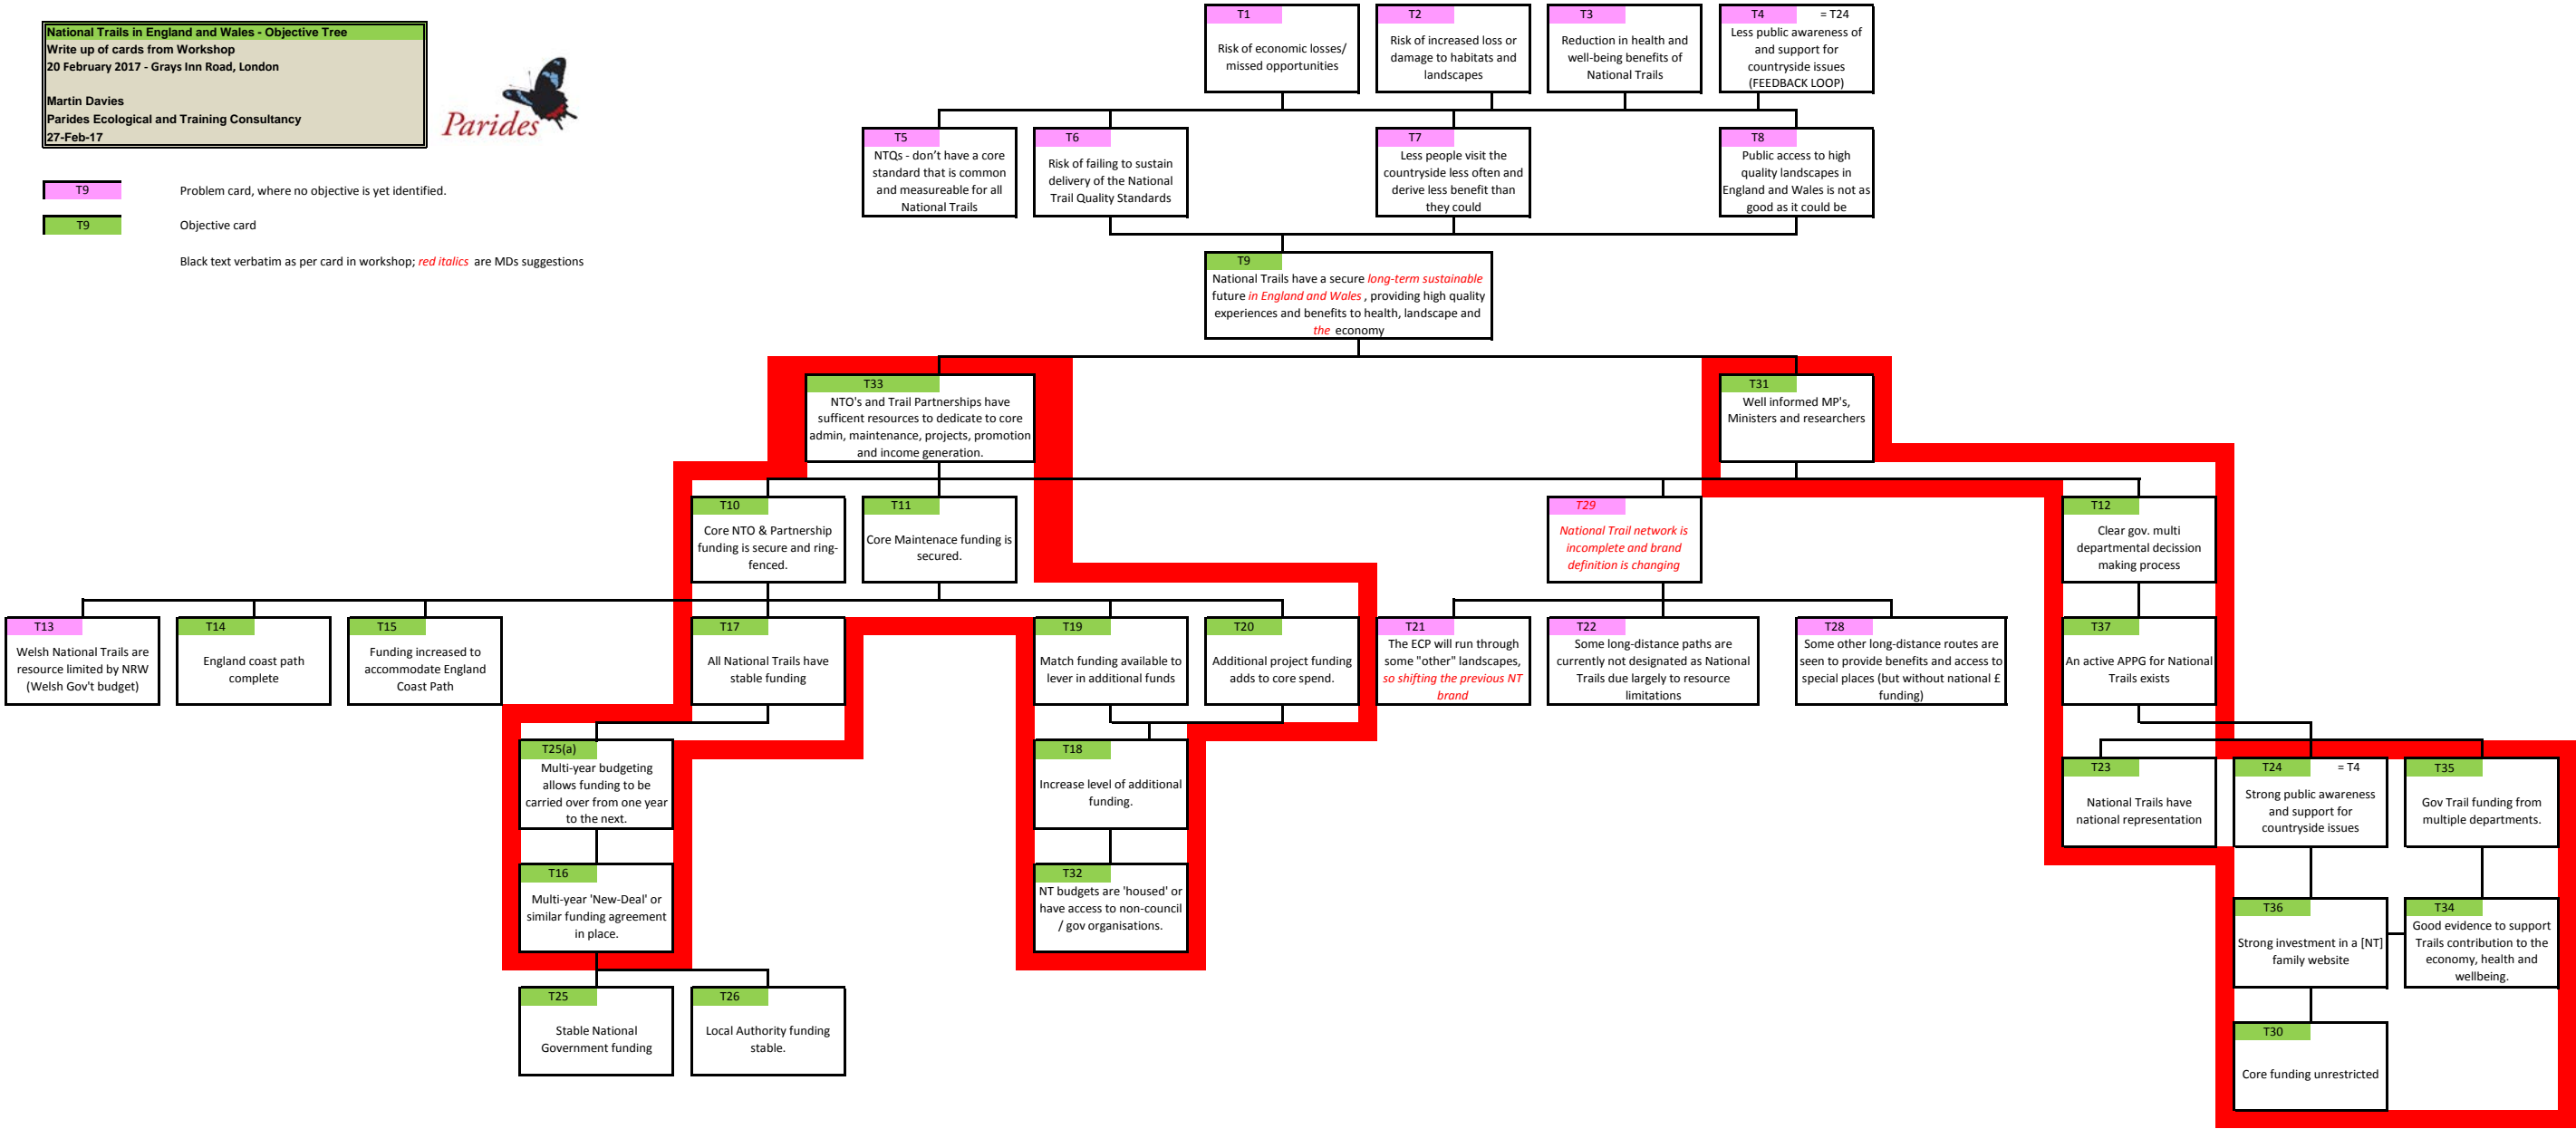 National Trails in England and Wales - Objective Tree
Write up of cards from Workshop
20 February 2017 - Grays Inn Road, London
Martin Davies
Parides Ecological and Training Consultancy
27-Feb-17
Parides
T9
Problem card, where no objective is yet identified.
T9
Objective card
Black text verbatim as per card in workshop; red italics are MDs suggestions
T1
Risk of economic losses/
missed opportunities
T2
Risk of increased loss or
damage to habitats and
landscapes
T3
Reduction in health and
well-being benefits of
National Trails
T4 = T24
Less public awareness of
and support for
countryside issues
(FEEDBACK LOOP)
T5
NTQs - don't have a core
standard that is common
and measureable for all
National Trails
T6
Risk of failing to sustain
delivery of the National
Trail Quality Standards
T7
Less people visit the
countryside less often and
derive less benefit than
they could
T8
Public access to high
quality landscapes in
England and Wales is not as
good as it could be
T9
National Trails have a secure long-term sustainable
future in England and Wales , providing high quality
experiences and benefits to health, landscape and
the economy
T33
NTO's and Trail Partnerships have
sufficent resources to dedicate to core
admin, maintenance, projects, promotion
and income generation.
T31
Well informed MP's,
Ministers and researchers
T10
Core NTO & Partnership
funding is secure and ring-
fenced.
T11
Core Maintenace funding is
secured.
T29
National Trail network is
incomplete and brand
definition is changing
T12
Clear gov. multi
departmental decission
making process
T13
Welsh National Trails are
resource limited by NRW
(Welsh Gov't budget)
T14
England coast path
complete
T15
Funding increased to
accommodate England
Coast Path
T17
All National Trails have
stable funding
T19
Match funding available to
lever in additional funds
T20
Additional project funding
adds to core spend.
T21
The ECP will run through
some "other" landscapes,
so shifting the previous NT
brand
T22
Some long-distance paths are
currently not designated as National
Trails due largely to resource
limitations
T28
Some other long-distance routes are
seen to provide benefits and access to
special places (but without national £
funding)
T37
An active APPG for National
Trails exists
T25(a)
Multi-year budgeting
allows funding to be
carried over from one year
to the next.
T18
Increase level of additional
funding.
T23
National Trails have
national representation
T24 = T4
Strong public awareness
and support for
countryside issues
T35
Gov Trail funding from
multiple departments.
T16
Multi-year 'New-Deal' or
similar funding agreement
in place.
T32
NT budgets are 'housed' or
have access to non-council
/ gov organisations.
T36
Strong investment in a [NT]
family website
T34
Good evidence to support
Trails contribution to the
economy, health and
wellbeing.
T25
Stable National
Government funding
T26
Local Authority funding
stable.
T30
Core funding unrestricted